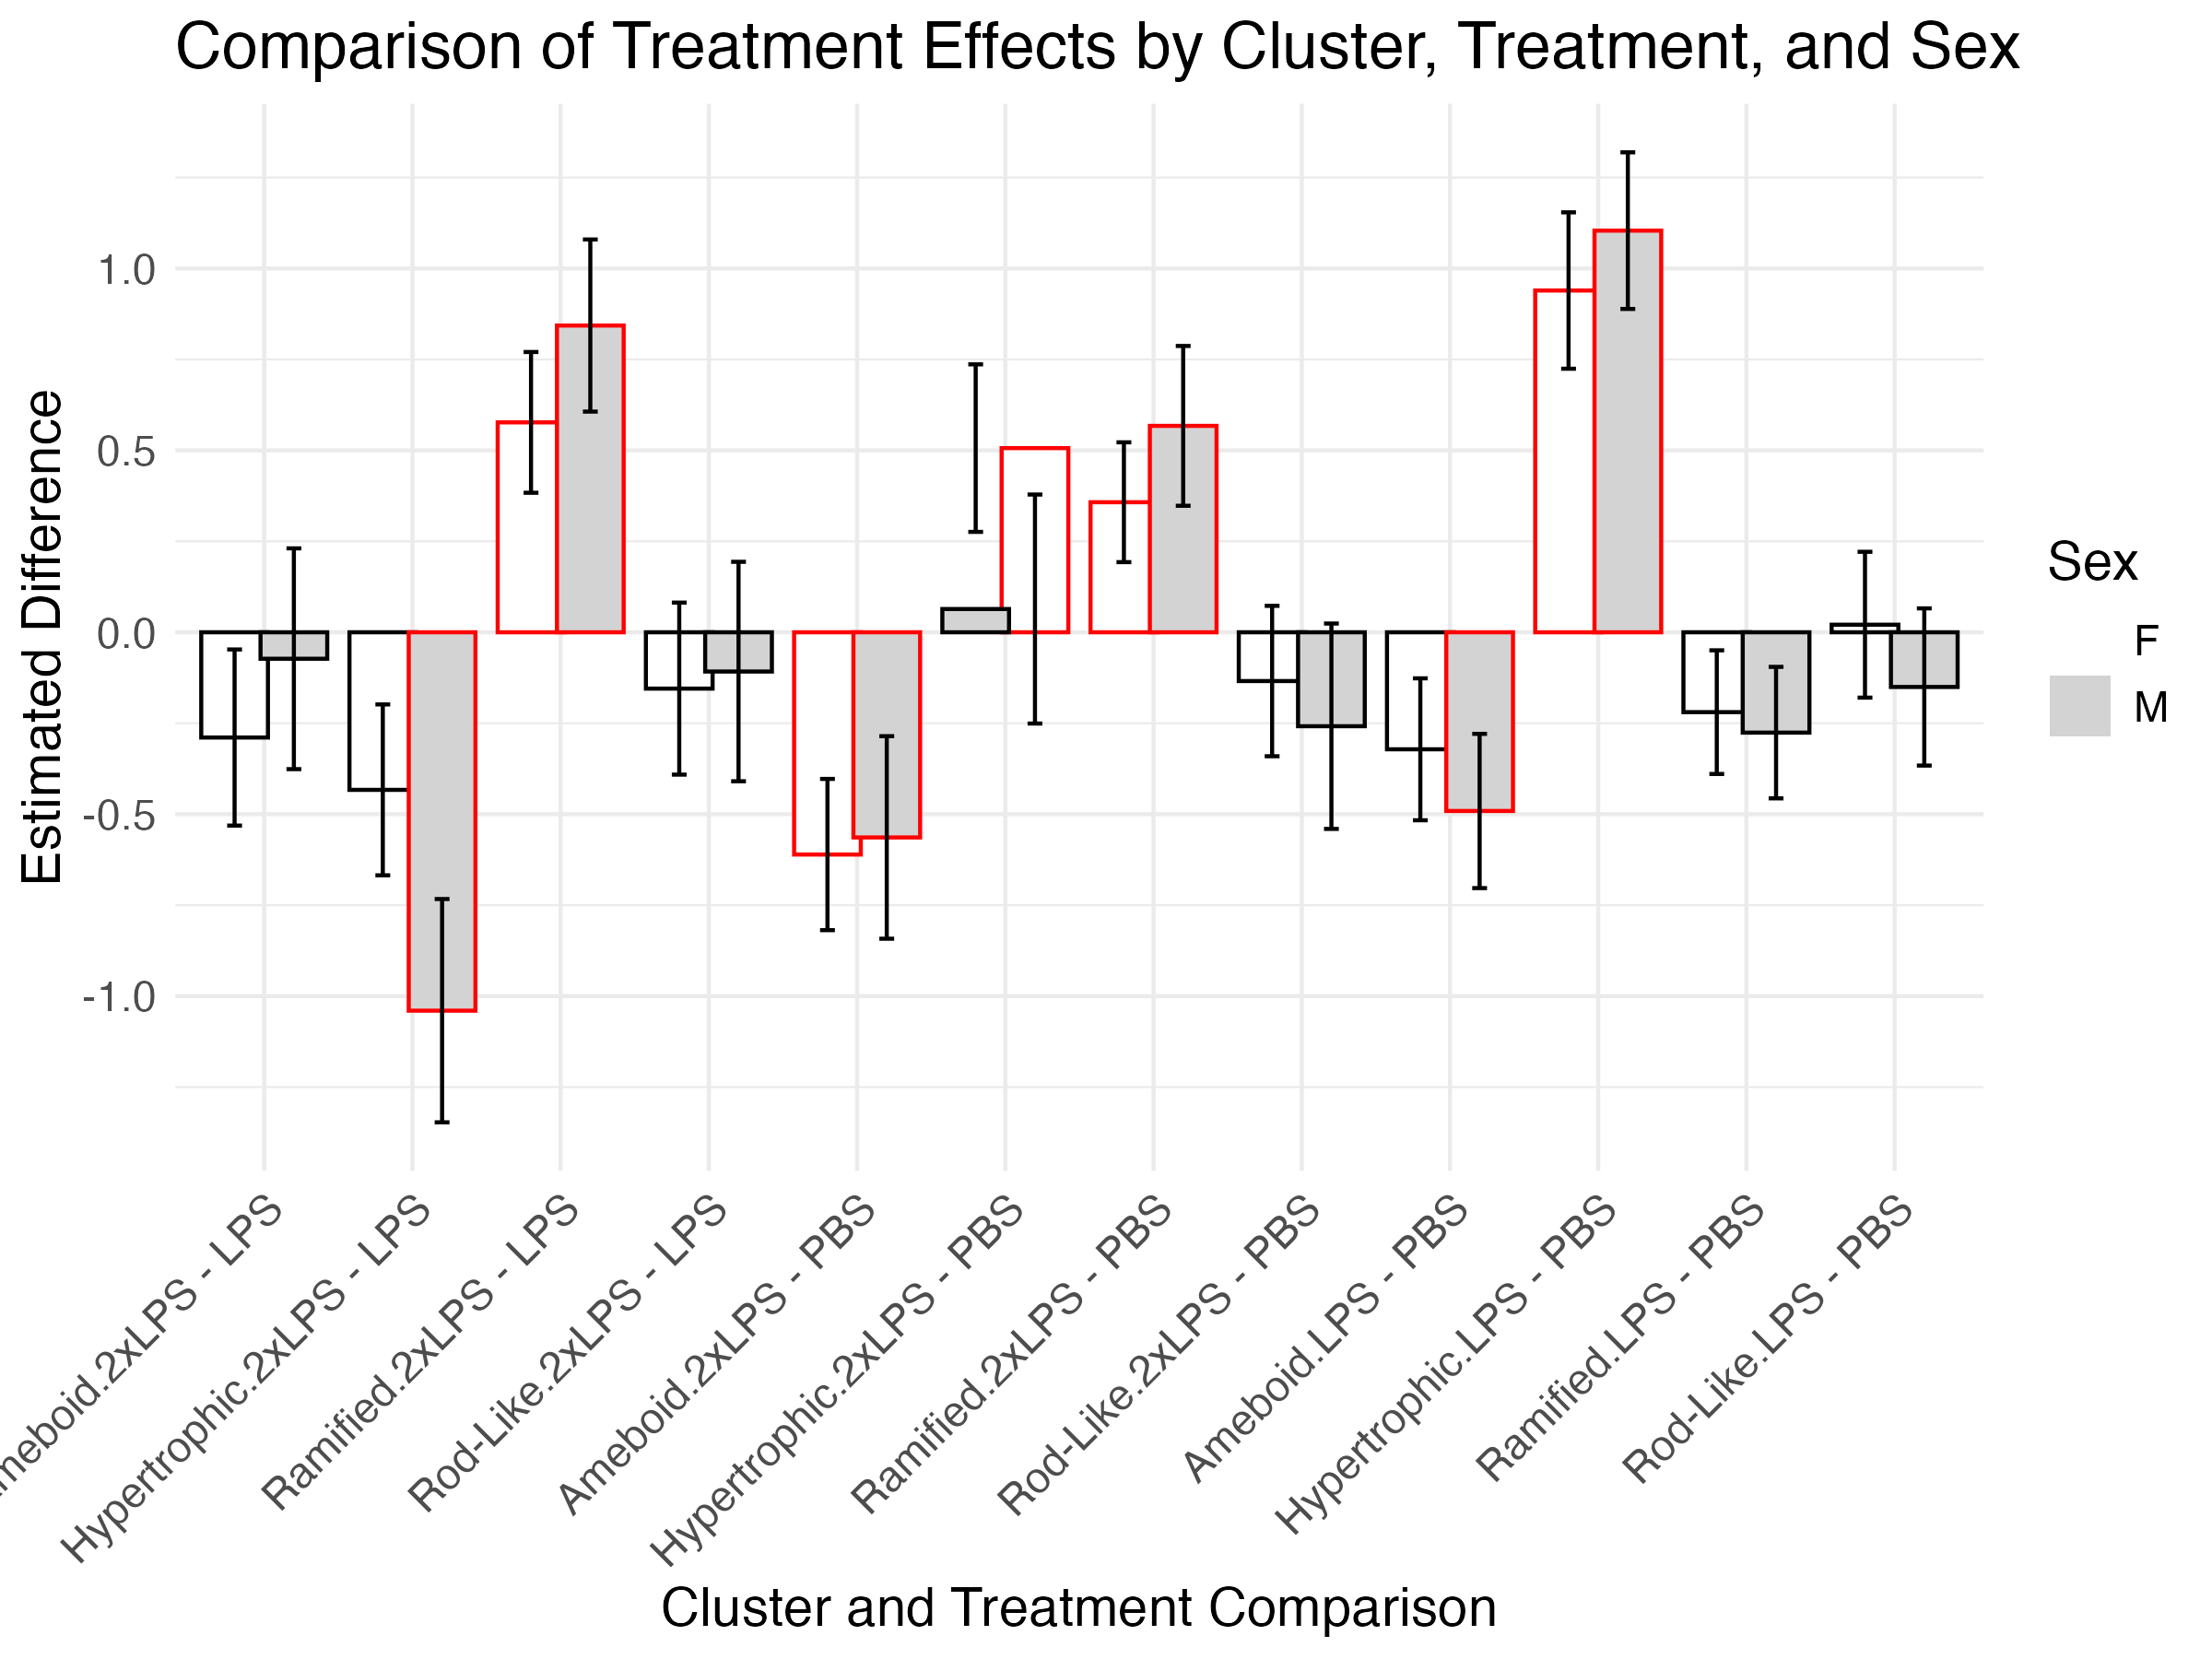 Comparison of Treatment Effects by Cluster, Treatment, and Sex
Estimated Difference
1.0
0.5
0.0
-0.5
-1.0
Sex
F
M
meboid.2xLPS - LPS
Hypertrophic.2xLPS - LPS
Ramified.2xLPS - LPS
Rod-Like.2xLPS - LPS
Ameboid.2xLPS - PBS
Hypertrophic.2xLPS - PBS
Ramified.2xLPS - PBS
Rod-Like.2xLPS - PBS
Ameboid.LPS - PBS
Hypertrophic.LPS - PBS
Ramified.LPS - PBS
Rod-Like.LPS - PBS
Cluster and Treatment Comparison